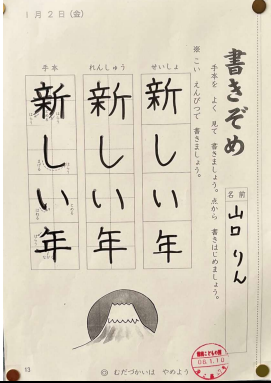 1月2日(金)
書きぞめ
手本を よく 見て 書きましょう。点から 書きはじめましょう。
※ こい えんぴつで 書きましょう。
名前
山口 りん
せいしょ
新しい年
れんしゅう
新しい年
手本
新しい年
13
◎ むだづかいは やめよう